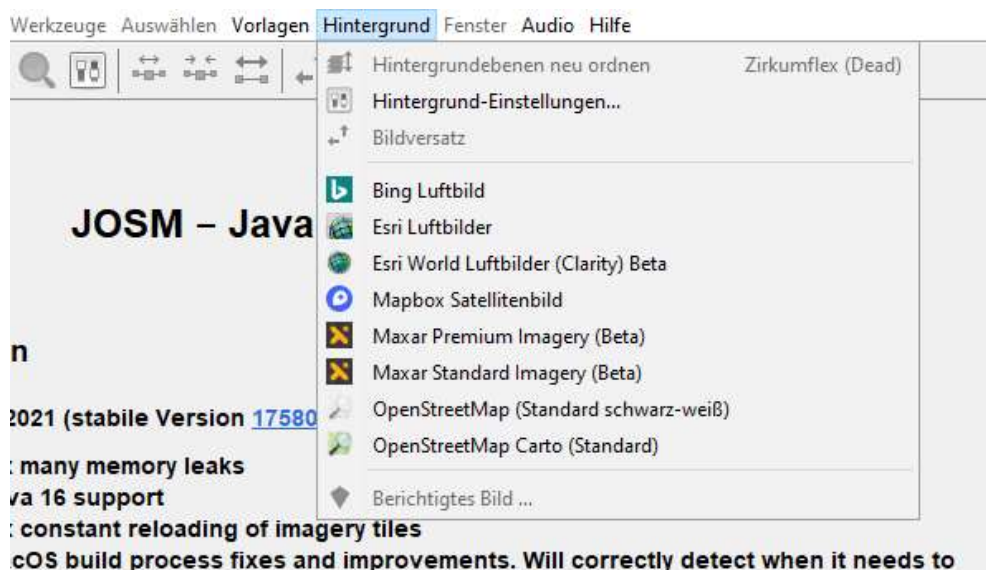 Werkzeuge Auswählen Vorlagen Hintergrund Fenster Audio Hilfe
Hintergrundebenen neu ordnen Zirkumflex (Dead)
Hintergrund-Einstellungen...
Bildversatz
Bing Luftbild
JOSM – Java
Esri Luftbilder
Esri World Luftbilder (Clarity) Beta
Mapbox Satellitenbild
Maxar Premium Imagery (Beta)
n
Maxar Standard Imagery (Beta)
OpenStreetMap (Standard schwarz-weiß)
2021 (stabile Version 17580
OpenStreetMap Carto (Standard)
many memory leaks
Berichtigtes Bild ...
va 16 support
constant reloading of imagery tiles
cOS build process fixes and improvements. Will correctly detect when it needs to